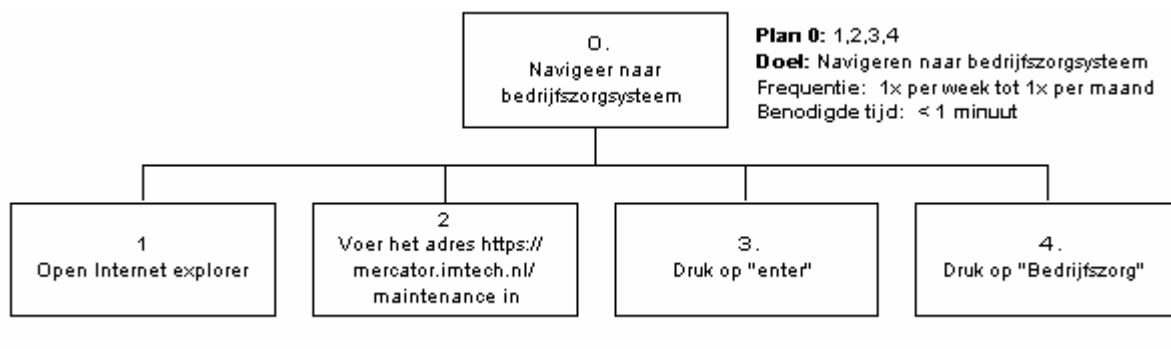 0.
Navigeer naar
bedrijfszorgsysteem
Plan 0: 1,2,3,4
Doel: Navigeren naar bedrijfszorgsysteem
Frequentie: 1x per week tot 1x per maand
Benodigde tijd: < 1 minuut
1
Open Internet explorer
2
Voer het adres https://
mercator.imtech.nl/
maintenance in
3.
Druk op "enter"
4.
Druk op "Bedrijfszorg"